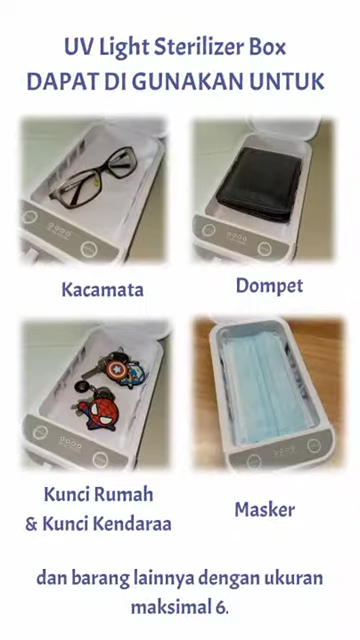 UV Light Sterilizer Box
DAPAT DI GUNAKAN UNTUK
Kacamata
Dompet
Kunci Rumah
& Kunci Kendaraa
Masker
dan barang lainnya dengan ukuran
maksimal 6.